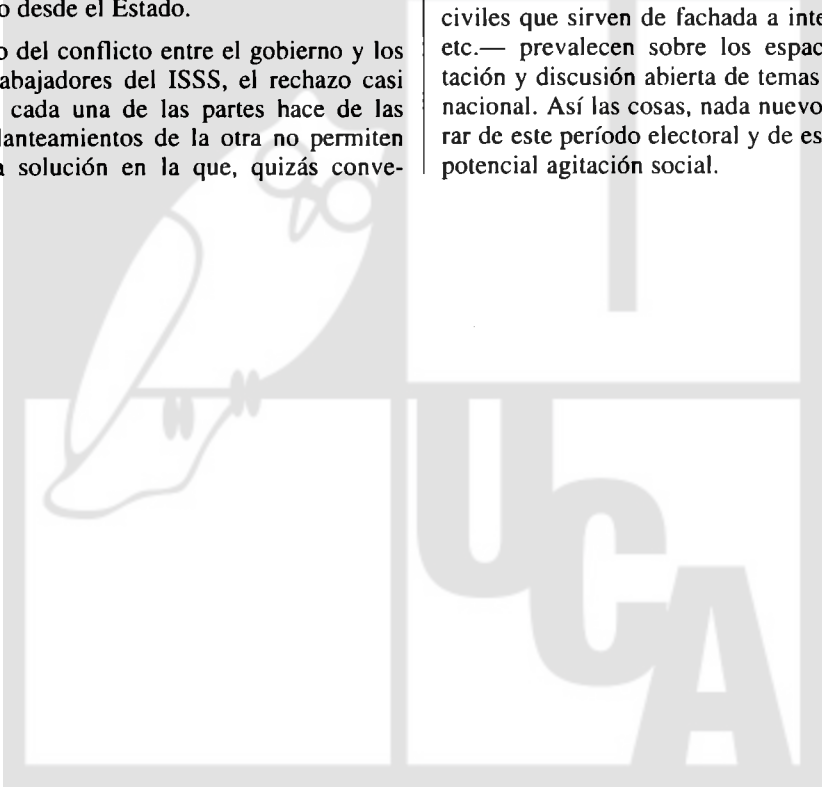 o desde el Estado.
o del conflicto entre el gobierno y los
abajadores del ISSS, el rechazo casi
cada una de las partes hace de las
lanteamientos de la otra no permiten
a solución en la que, quizás conve-
civiles que sirven de fachada a inte
etc.— prevalecen sobre los espac
tación y discusión abierta de temas
nacional. Así las cosas, nada nuevo
rar de este período electoral y de es
potencial agitación social.
UCA